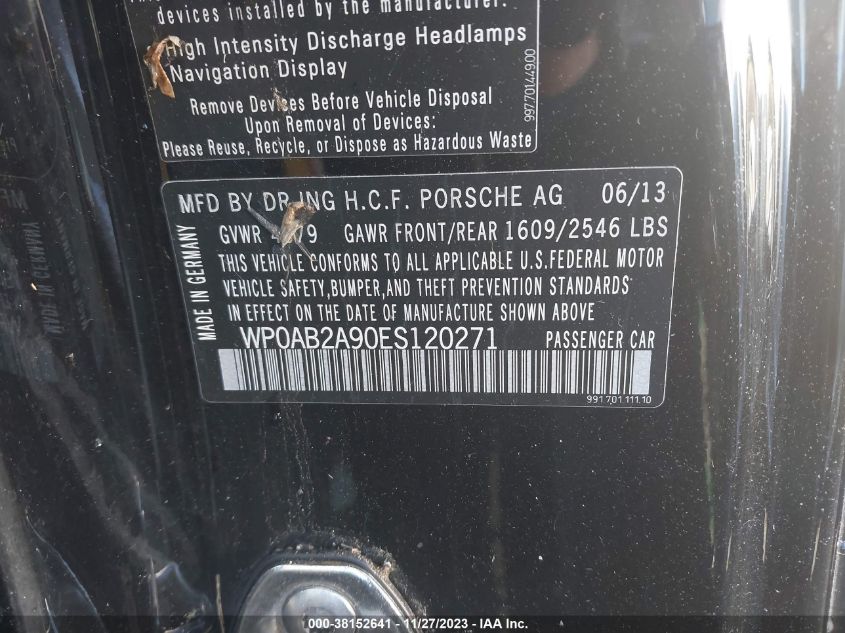 devices installed by the manufacturer.
High Intensity Discharge Headlamps
Navigation Display
Remove Devices Before Vehicle Disposal
Upon Removal of Devices:
Please Reuse, Recycle, or Dispose as Hazardous Waste
99770144900
MFD BY DR.ING H.C.F. PORSCHE AG 06/13
GVWR 9 GAWR FRONT/REAR 1609/2546 LBS
THIS VEHICLE CONFORMS TO ALL APPLICABLE U.S.FEDERAL MOTOR
VEHICLE SAFETY,BUMPER,AND THEFT PREVENTION STANDARDS
IN EFFECT ON THE DATE OF MANUFACTURE SHOWN ABOVE
WP0AB2A90ES120271 PASSENGER CAR
MADE IN GERMANY
991 701 111.10
000-38152641 - 11/27/2023 - IAA Inc.